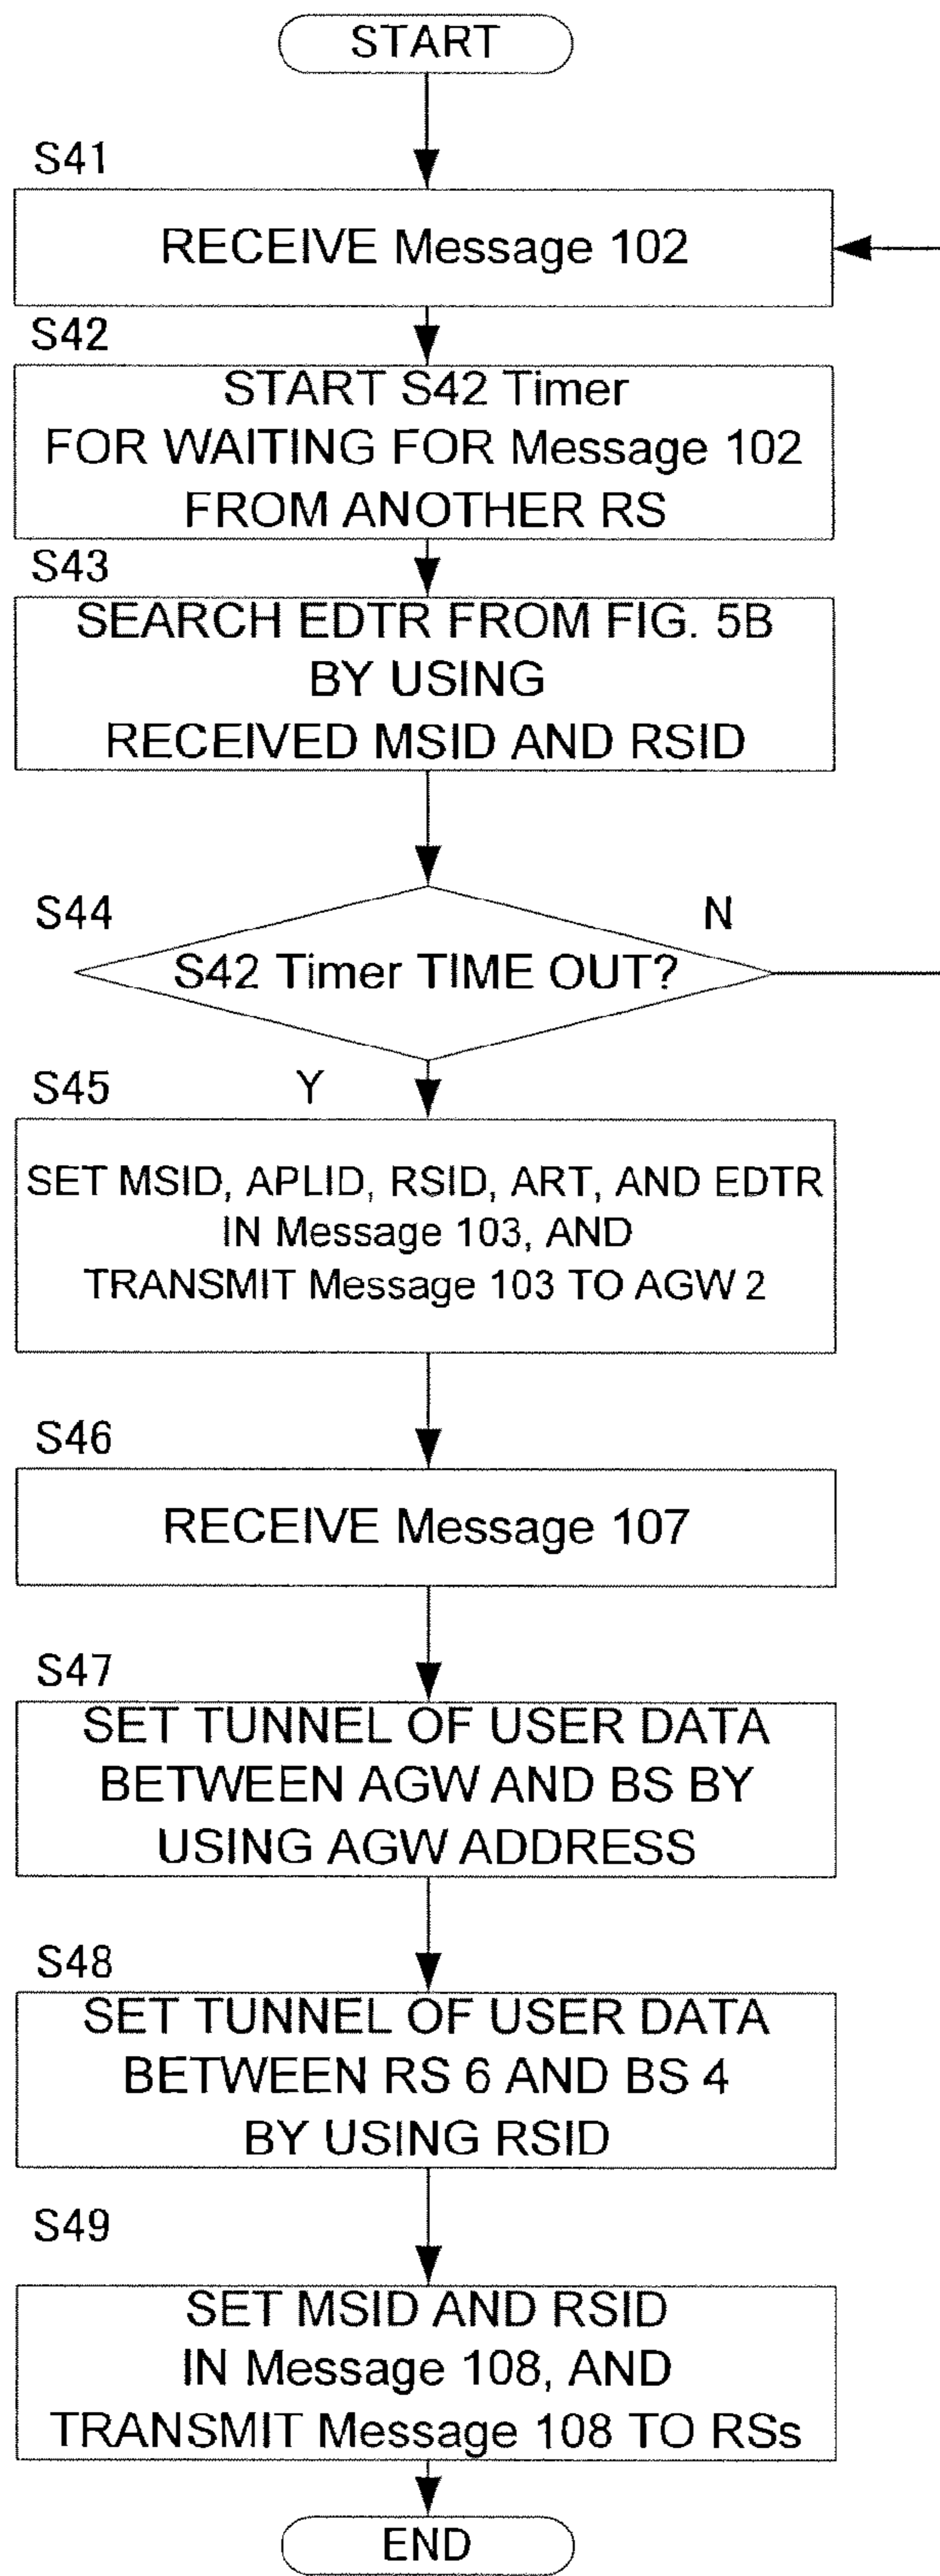 START
S41
RECEIVE Message 102
S42
START S42 Timer
FOR WAITING FOR Message 102
FROM ANOTHER RS
S43
SEARCH EDTR FROM FIG. 5B
BY USING
RECEIVED MSID AND RSID
S44
N
S42 Timer TIME OUT?
S45
Y
SET MSID, APLID, RSID, ART, AND EDTR
IN Message 103, AND
TRANSMIT Message 103 TO AGW 2
S46
RECEIVE Message 107
S47
SET TUNNEL OF USER DATA
BETWEEN AGW AND BS BY
USING AGW ADDRESS
S48
SET TUNNEL OF USER DATA
BETWEEN RS 6 AND BS 4
BY USING RSID
S49
SET MSID AND RSID
IN Message 108, AND
TRANSMIT Message 108 TO RSs
END